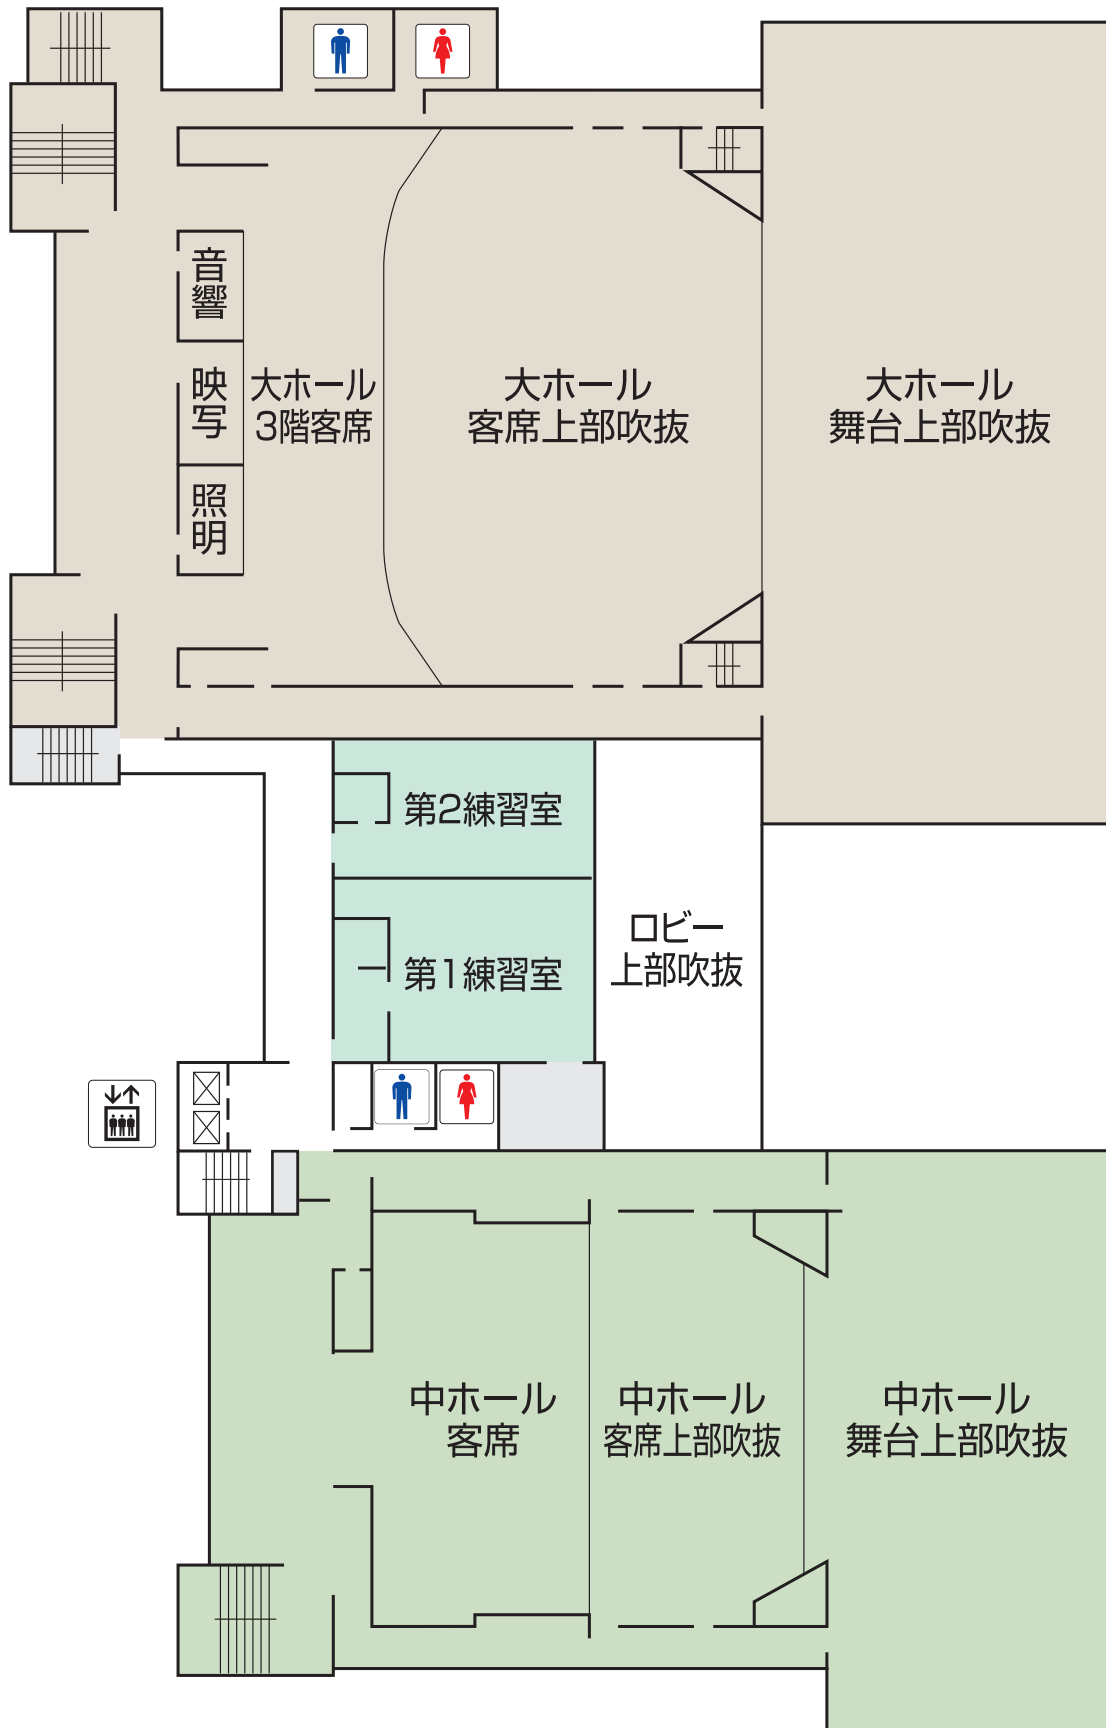 音響
映写
照明
大ホール
3階客席
大ホール
客席上部吹抜
大ホール
舞台上部吹抜
第2練習室
第1練習室
ロビー
上部吹抜
中ホール
客席
中ホール
客席上部吹抜
中ホール
舞台上部吹抜